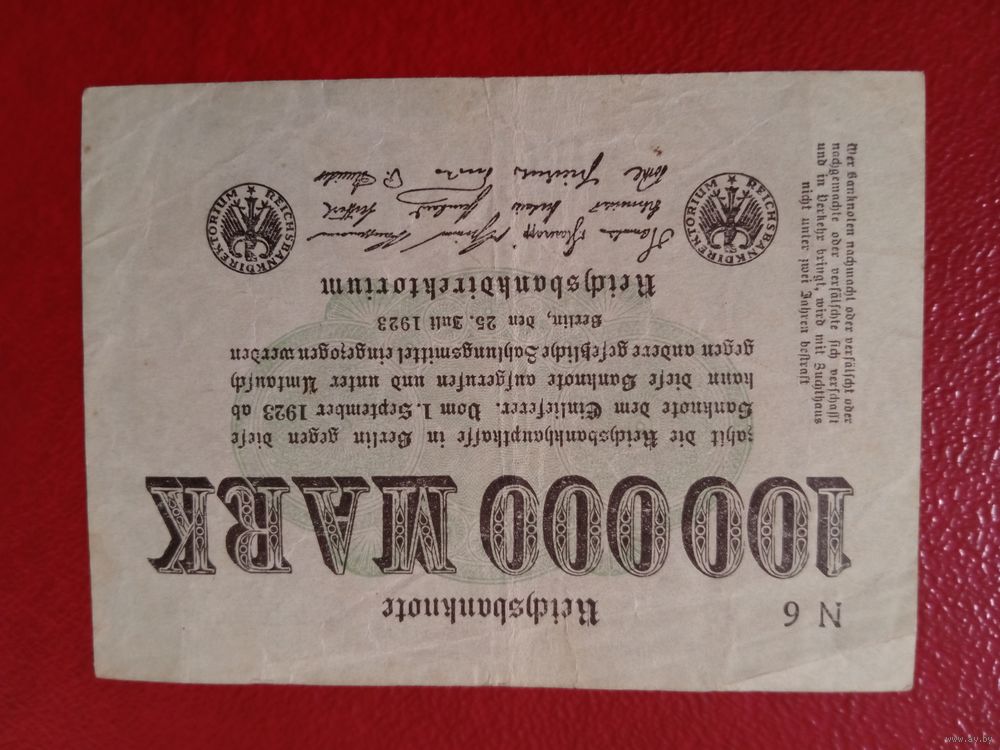 N 6
Reichsbanknote
100000 MARK
zahlt die Reichsbankhauptkasse in Berlin gegen diese
Banknote dem Einlieferer. Vom 1. September 1923 ab
kann diese Banknote aufgerufen und unter Umtausch
gegen andere gesetzliche Zahlungsmittel eingezogen werden
Berlin, den 25. Juli 1923
Reichsbankdirektorium
REICHSBANKDIREKTORIUM
REICHSBANKDIREKTORIUM
Wer Banknoten nachmacht oder verfälscht oder
nachgemachte oder verfälschte sich verschafft
und in Verkehr bringt, wird mit Zuchthaus
nicht unter zwei Jahren bestraft
www.ay.by